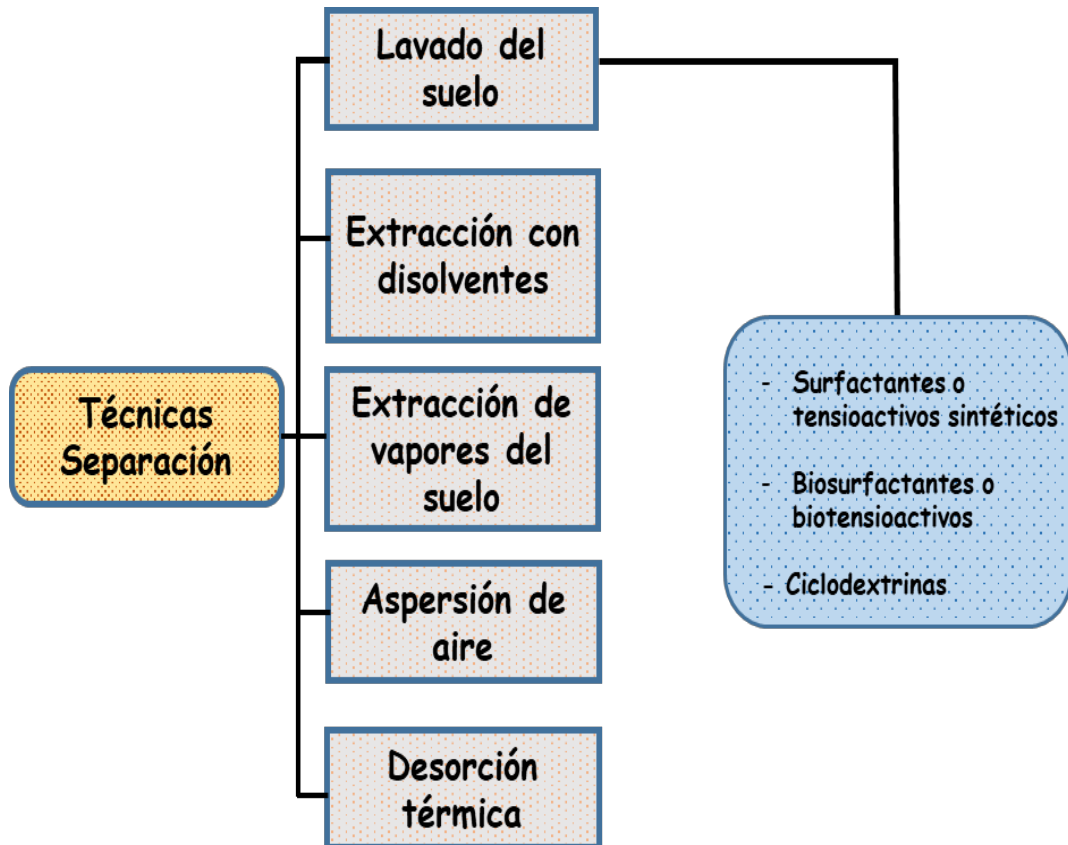 Lavado del
suelo
Extracción con
disolventes
Técnicas
Separación
Extracción de
vapores del
suelo
Aspersión de
aire
Desorción
térmica
- Surfactantes o
tensioactivos sintéticos
- Biosurfactantes o
biotensioactivos
- Ciclodextrinas